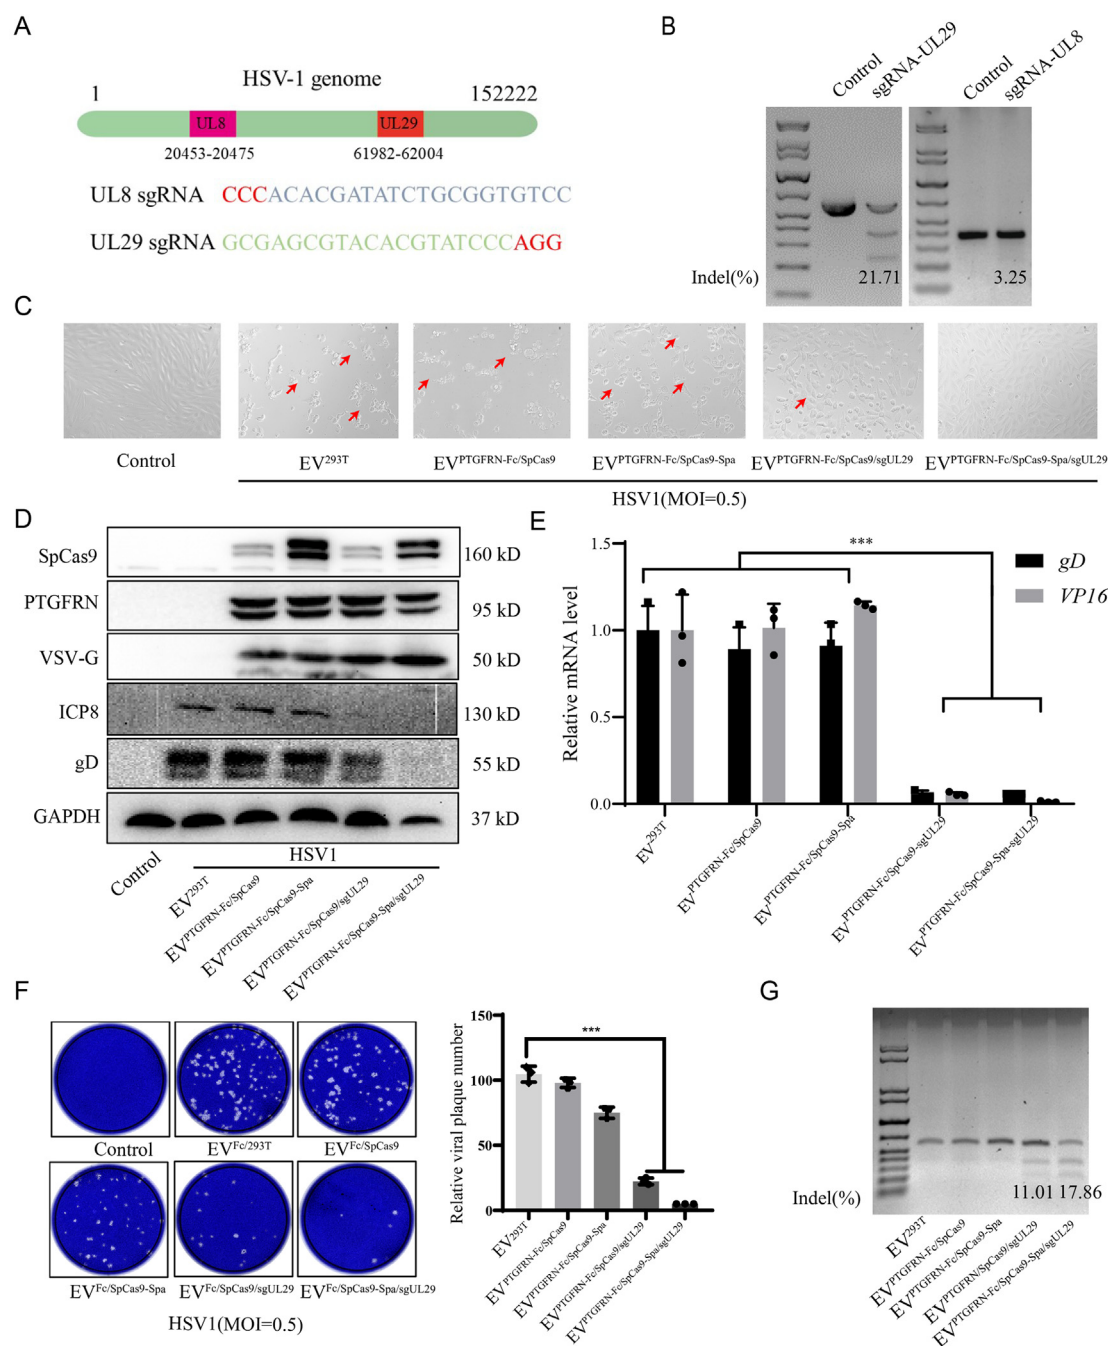 A
HSV-1 genome
1 152222
UL8 UL29
20453-20475 61982-62004
UL8 sgRNA CCCACACGATATCTGCGGTGTCC
UL29 sgRNA GCGAGCGTACACGTATCCCAGG
B
Control sgRNA-UL29 Control sgRNA-UL8
Indel(%) 21.71 3.25
C
Control EV293T EVPTGFRN-Fc/SpCas9 EVPTGFRN-Fc/SpCas9-Spa EVPTGFRN-Fc/SpCas9/sgUL29 EVPTGFRN-Fc/SpCas9-Spa/sgUL29
HSV1(MOI=0.5)
D
SpCas9 160 kD
PTGFRN 95 kD
VSV-G 50 kD
ICP8 130 kD
gD 55 kD
GAPDH 37 kD
HSV1
Control
EV293T
EVPTGFRN-Fc/SpCas9
EVPTGFRN-Fc/SpCas9-Spa
EVPTGFRN-Fc/SpCas9/sgUL29
EVPTGFRN-Fc/SpCas9-Spa/sgUL29
E
Relative mRNA level
1.5
1.0
0.5
0.0
***
gD
VP16
EV293T
EVPTGFRN-Fc/SpCas9
EVPTGFRN-Fc/SpCas9-Spa
EVPTGFRN-Fc/SpCas9-sgUL29
EVPTGFRN-Fc/SpCas9-Spa-sgUL29
F
Control EVFc/293T EVFc/SpCas9
EVFc/SpCas9-Spa EVFc/SpCas9/sgUL29 EVFc/SpCas9-Spa/sgUL29
HSV1(MOI=0.5)
Relative viral plaque number
150
100
50
0
***
EV293T
EVPTGFRN-Fc/SpCas9
EVPTGFRN-Fc/SpCas9-Spa
EVPTGFRN-Fc/SpCas9/sgUL29
EVPTGFRN-Fc/SpCas9-Spa/sgUL29
G
Indel(%) 11.01 17.86
EV293T
EVPTGFRN-Fc/SpCas9
EVPTGFRN-Fc/SpCas9-Spa
EVPTGFRN/SpCas9/sgUL29
EVPTGFRN-Fc/SpCas9-Spa/sgUL29